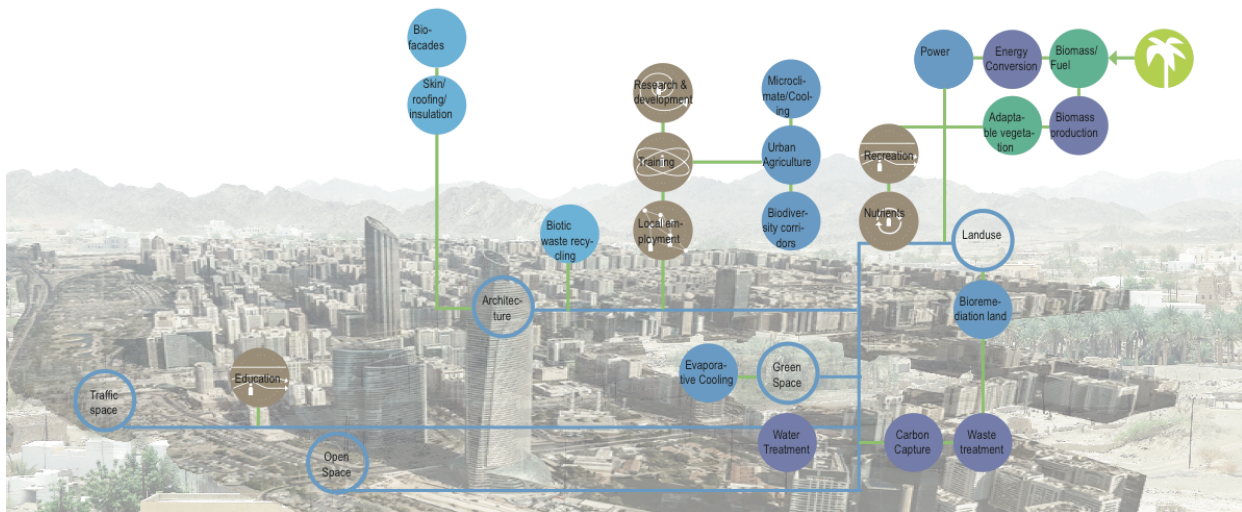 Bio-
facades
Skin/
roofing/
insulation
Research &
development
Training
Local em-
ployment
Microcli-
mate/Cool-
ing
Urban
Agriculture
Biodiver-
sity corri-
dors
Power
Energy
Conversion
Biomass/
Fuel
Adapta-
ble vegeta-
tion
Biomass
production
Recreation
Nutrients
Landuse
Biotic
waste recy-
cling
Architec-
ture
Bioreme-
diation land
Evapora-
tive Cooling
Green
Space
Education
Traffic
space
Open
Space
Water
Treatment
Carbon
Capture
Waste
treatment